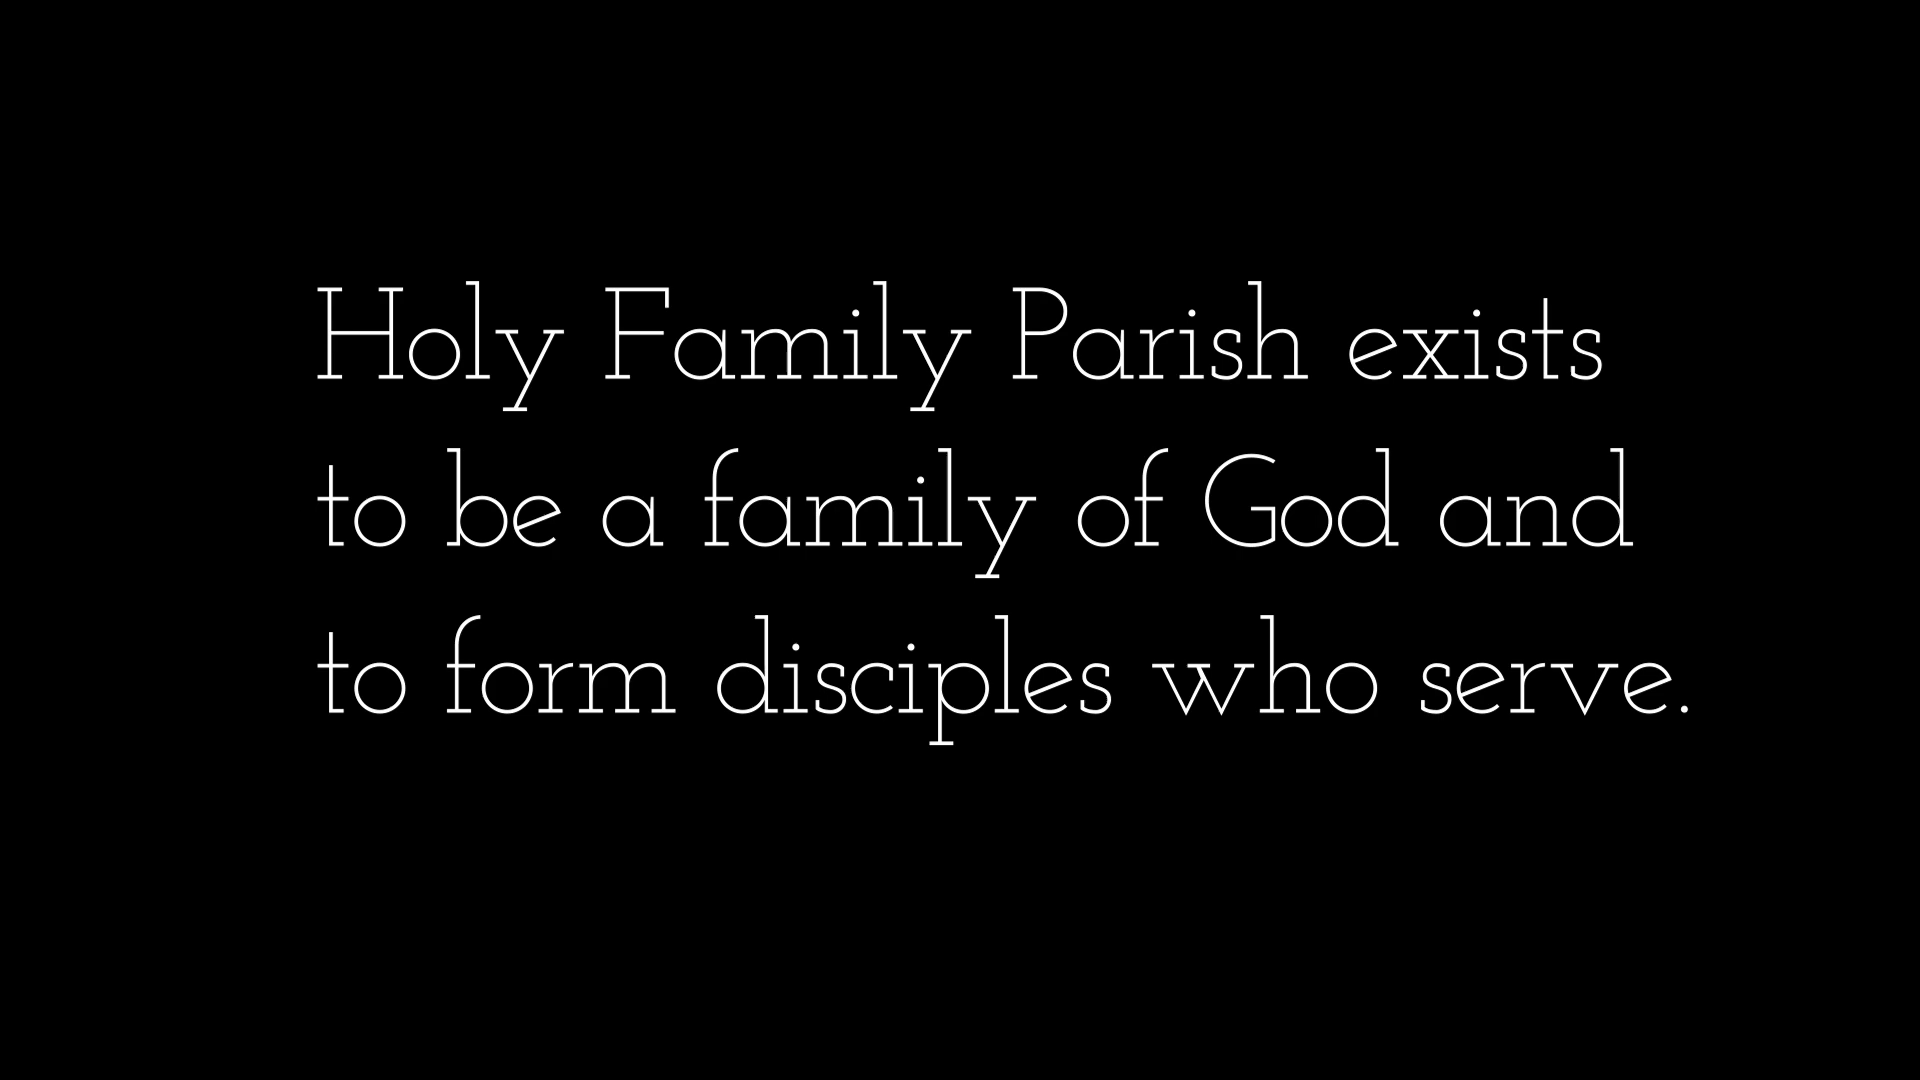 Holy Family Parish exists
to be a family of God and
to form disciples who serve.